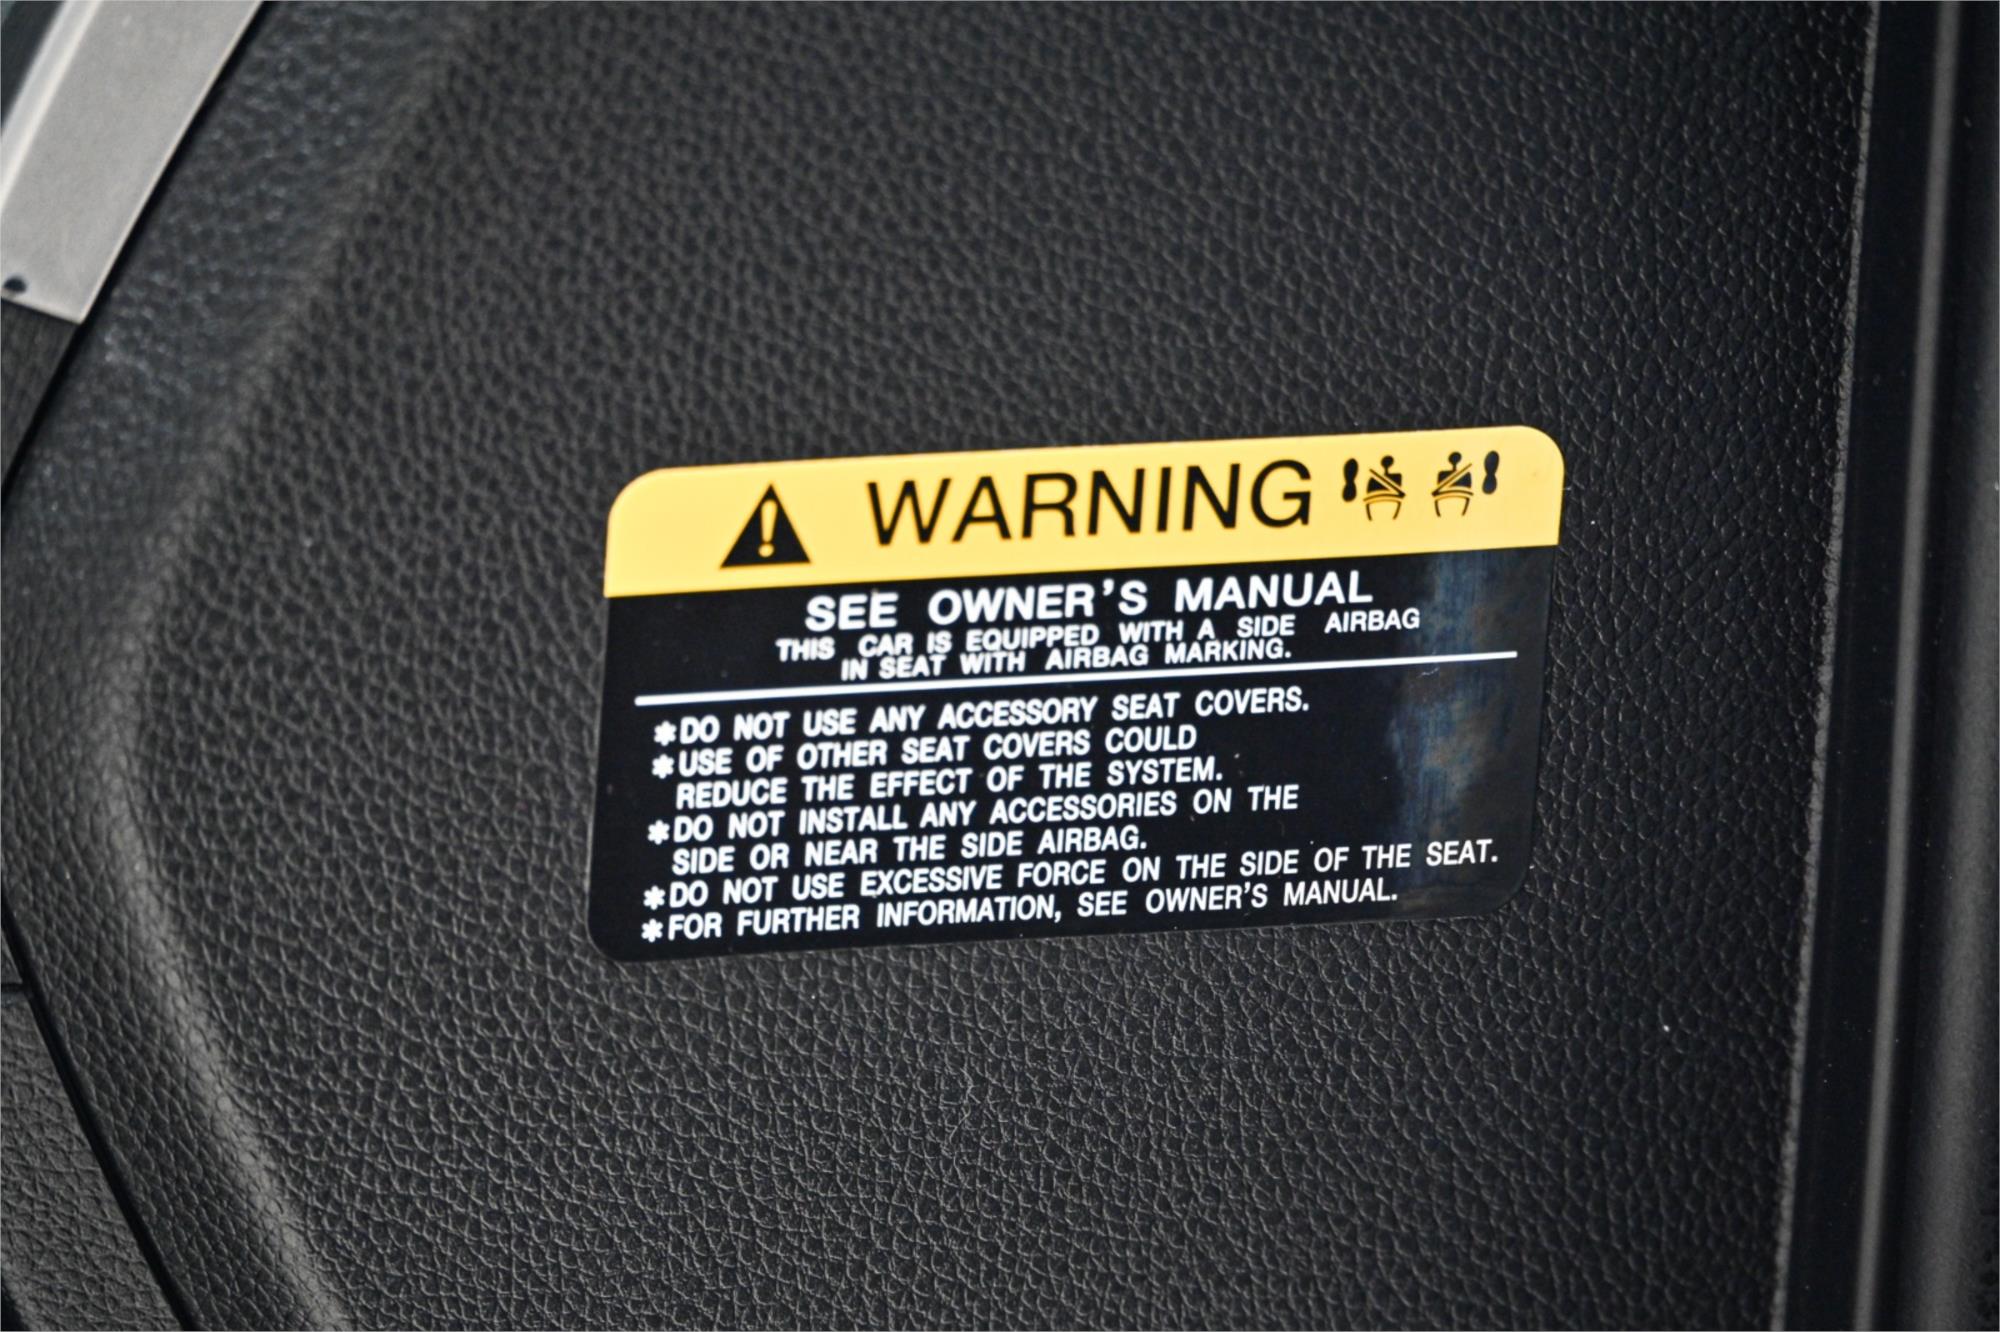 WARNING
SEE OWNER'S MANUAL
THIS CAR IS EQUIPPED WITH A SIDE AIRBAG
IN SEAT WITH AIRBAG MARKING.
*DO NOT USE ANY ACCESSORY SEAT COVERS.
*USE OF OTHER SEAT COVERS COULD
REDUCE THE EFFECT OF THE SYSTEM.
*DO NOT INSTALL ANY ACCESSORIES ON THE
SIDE OR NEAR THE SIDE AIRBAG.
*DO NOT USE EXCESSIVE FORCE ON THE SIDE OF THE SEAT.
*FOR FURTHER INFORMATION, SEE OWNER'S MANUAL.